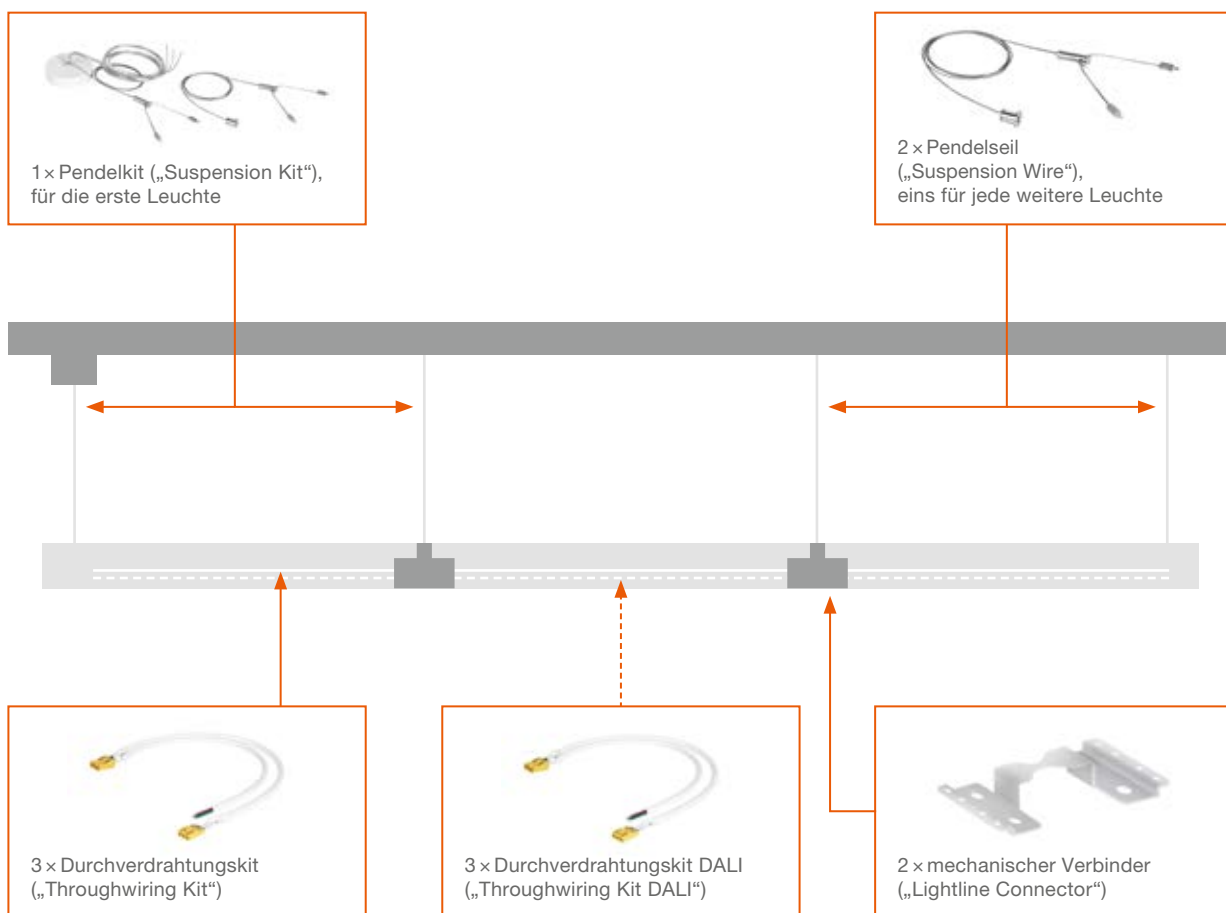 1 × Pendelkit („Suspension Kit“),
für die erste Leuchte
2 × Pendelseil
(„Suspension Wire“),
eins für jede weitere Leuchte
3 × Durchverdrahtungskit
(„Throughwiring Kit“)
3 × Durchverdrahtungskit DALI
(„Throughwiring Kit DALI“)
2 × mechanischer Verbinder
(„Lightline Connector“)